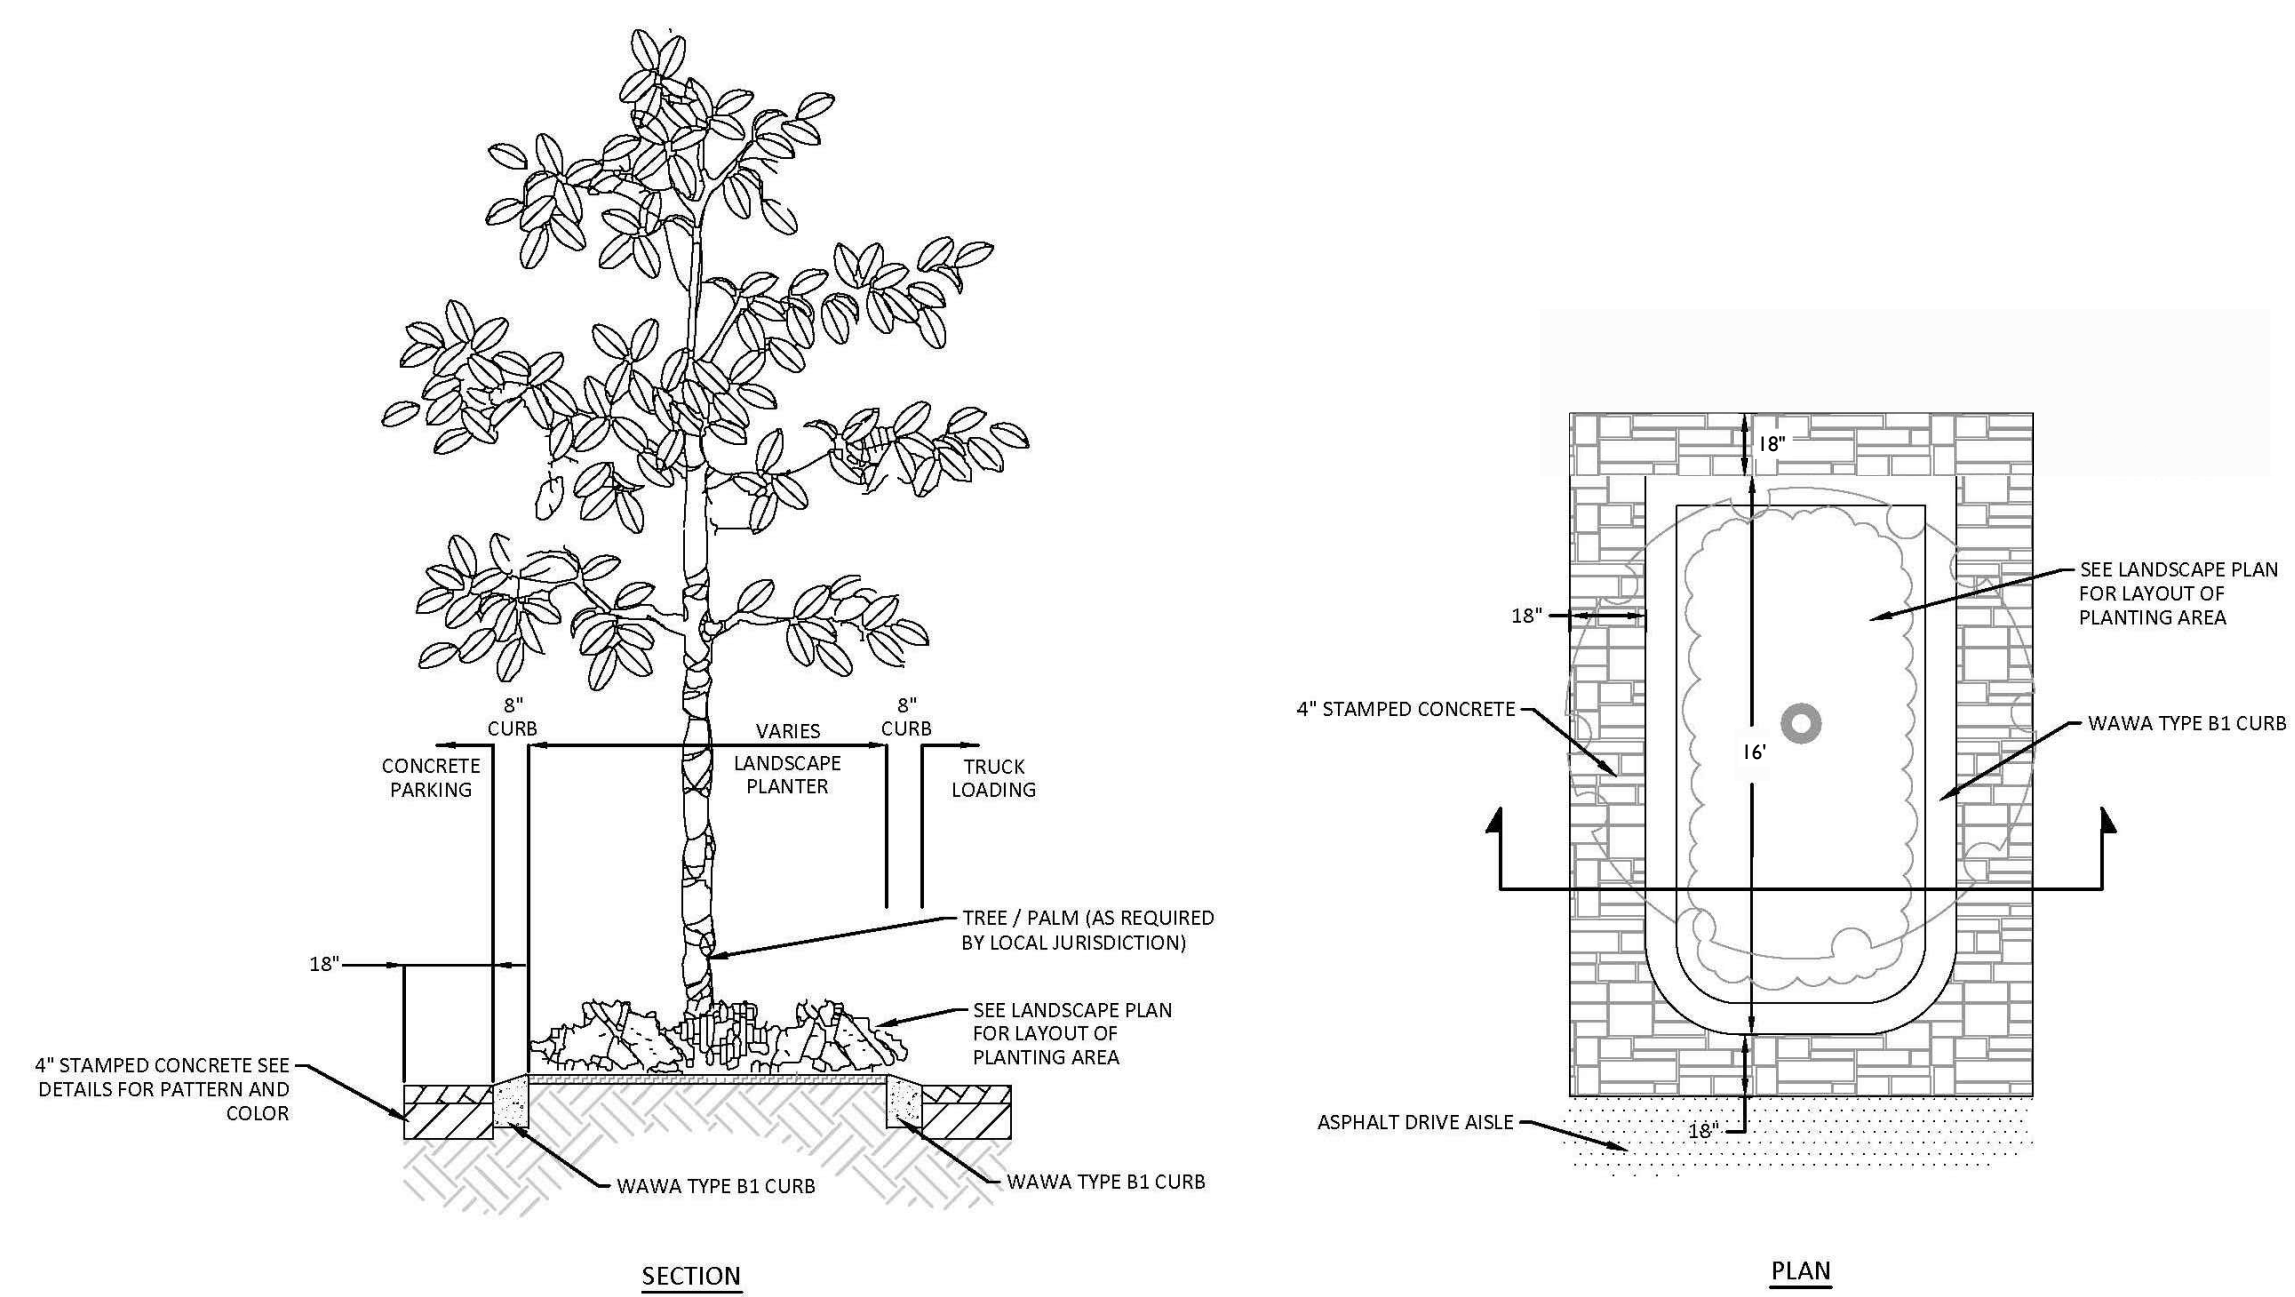 8"
CURB
VARIES
8"
CURB
CONCRETE
PARKING
LANDSCAPE
PLANTER
TRUCK
LOADING
TREE / PALM (AS REQUIRED
BY LOCAL JURISDICTION)
18"
SEE LANDSCAPE PLAN
FOR LAYOUT OF
PLANTING AREA
4" STAMPED CONCRETE SEE
DETAILS FOR PATTERN AND
COLOR
WAWA TYPE B1 CURB
WAWA TYPE B1 CURB
SECTION
18"
SEE LANDSCAPE PLAN
FOR LAYOUT OF
PLANTING AREA
18"
4" STAMPED CONCRETE
WAWA TYPE B1 CURB
16'
ASPHALT DRIVE AISLE
18"
PLAN